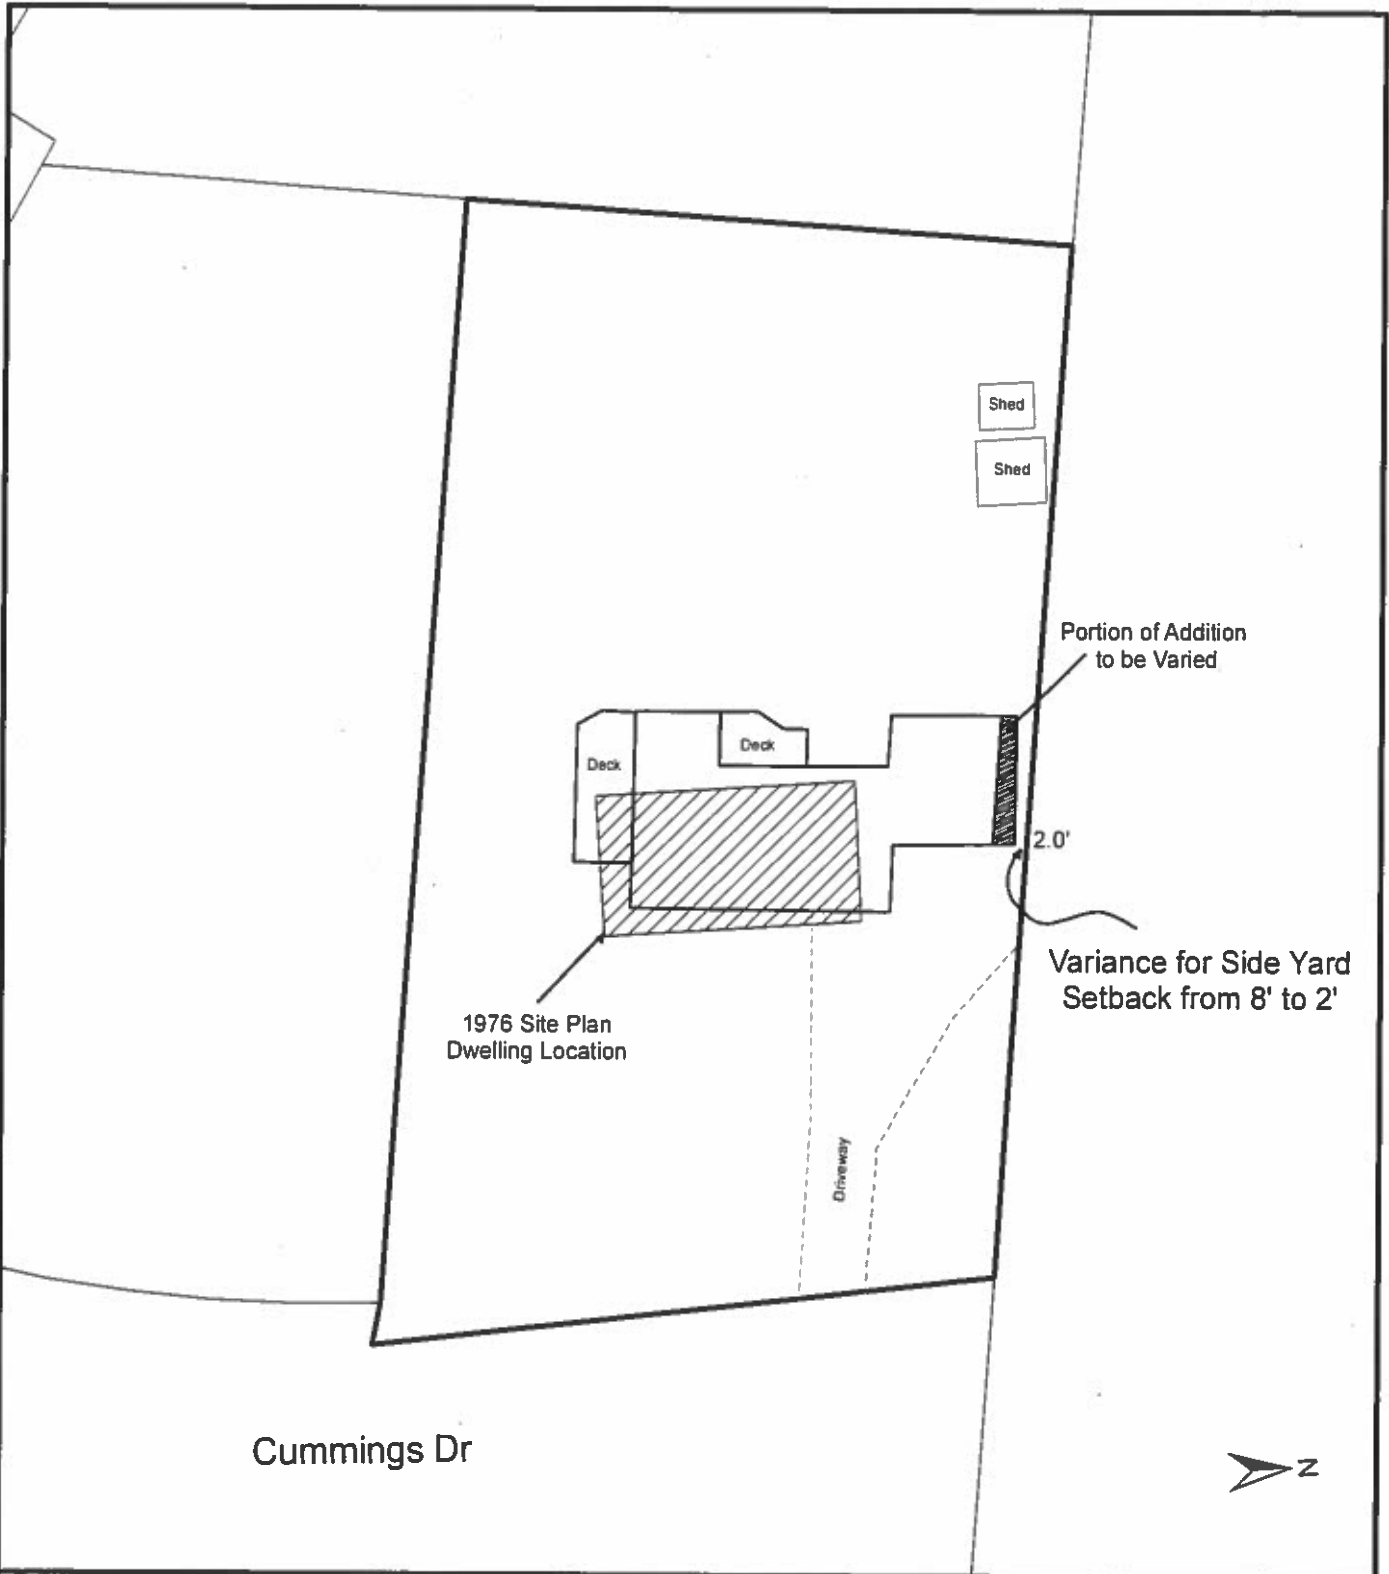 Shed
Shed
Portion of Addition
to be Varied
Deck
Deck
2.0'
Variance for Side Yard
Setback from 8' to 2'
1976 Site Plan
Dwelling Location
Driveway
Cummings Dr
N